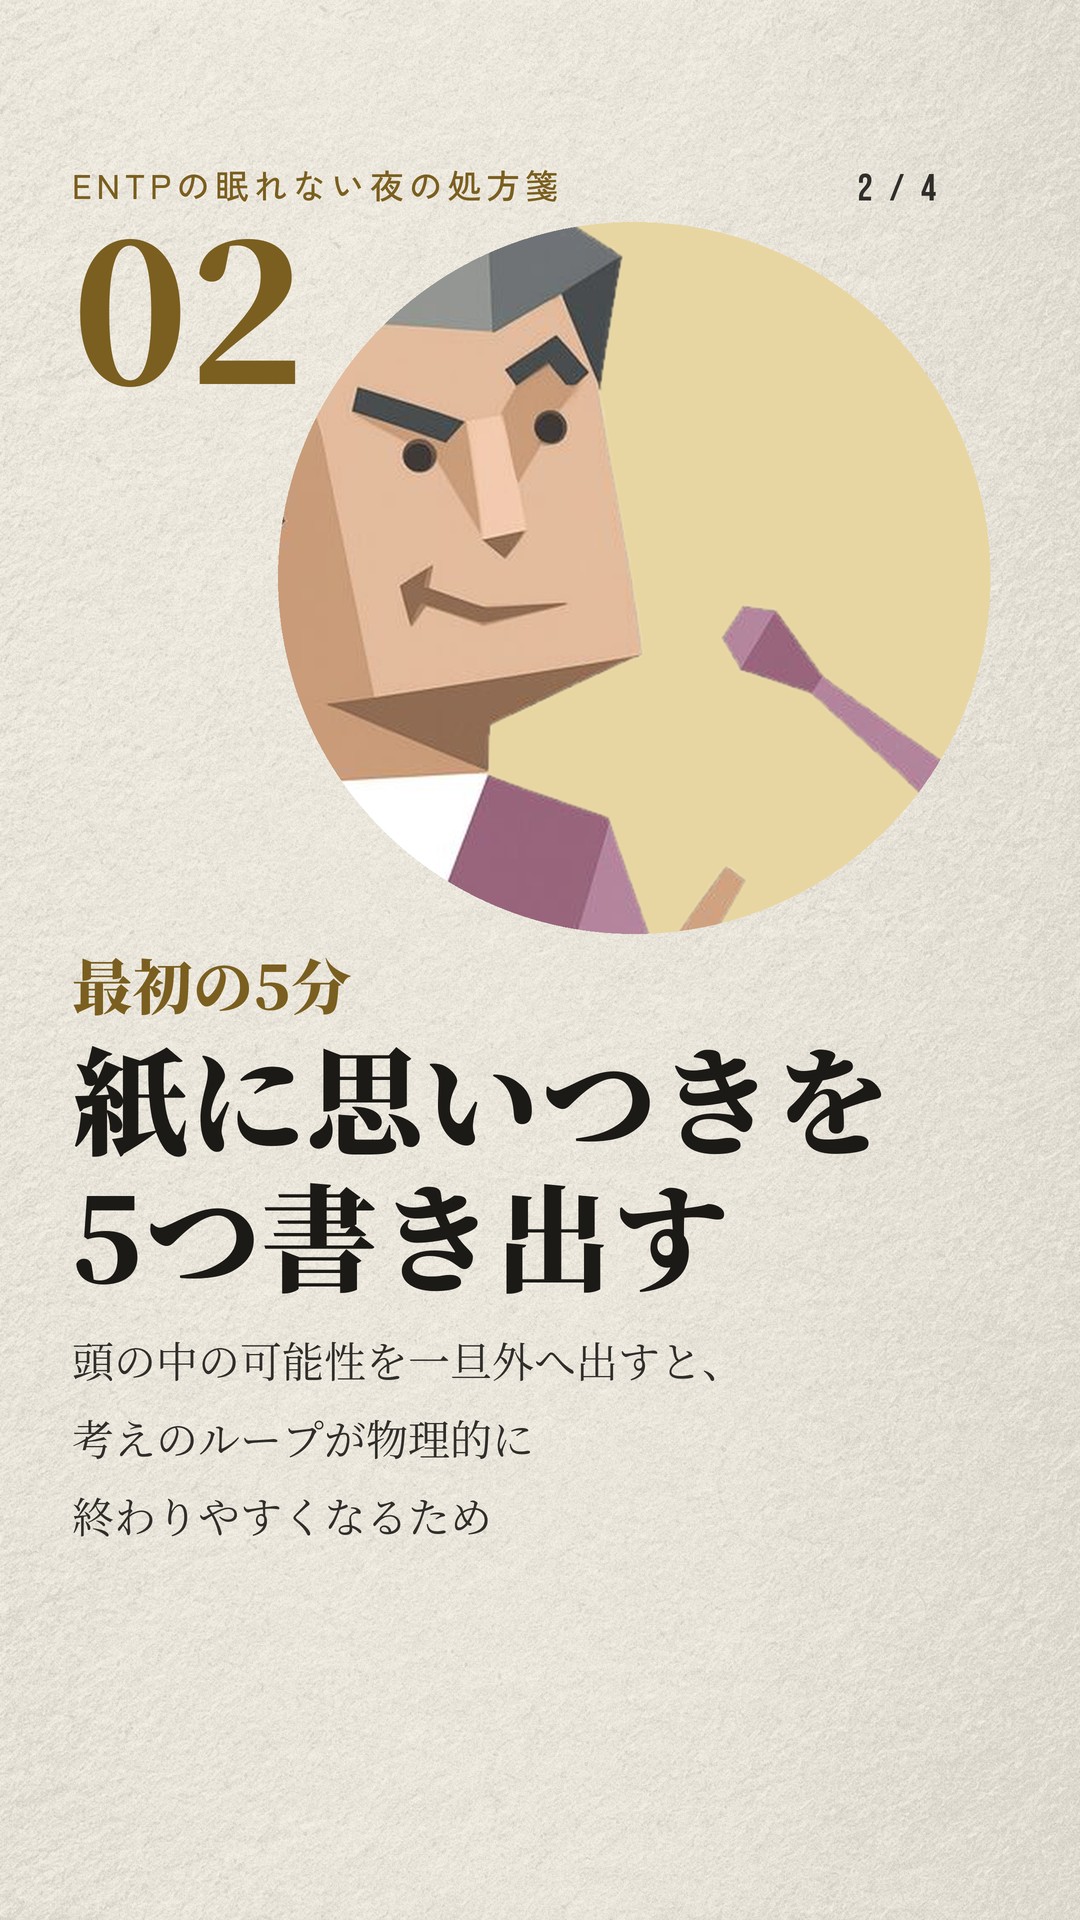 ENTPの眠れない夜の処方箋
2 / 4
02
最初の5分
紙に思いつきを
5つ書き出す
頭の中の可能性を一旦外へ出すと、
考えのループが物理的に
終わりやすくなるため